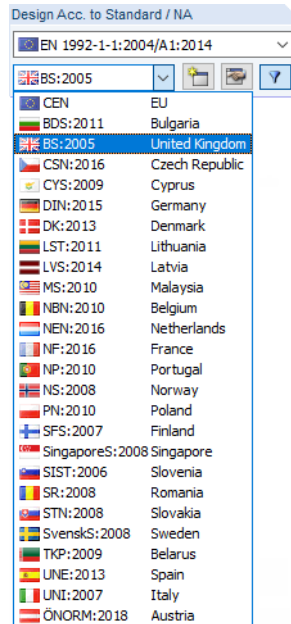 Design Acc. to Standard / NA
EN 1992-1-1:2004/A1:2014
BS:2005
CEN EU
BDS:2011 Bulgaria
BS:2005 United Kingdom
CSN:2016 Czech Republic
CYS:2009 Cyprus
DIN:2015 Germany
DK:2013 Denmark
LST:2011 Lithuania
LVS:2014 Latvia
MS:2010 Malaysia
NBN:2010 Belgium
NEN:2016 Netherlands
NF:2016 France
NP:2010 Portugal
NS:2008 Norway
PN:2010 Poland
SFS:2007 Finland
SingaporeS:2008 Singapore
SIST:2006 Slovenia
SR:2008 Romania
STN:2008 Slovakia
SvenskS:2008 Sweden
TKP:2009 Belarus
UNE:2013 Spain
UNI:2007 Italy
ÖNORM:2018 Austria